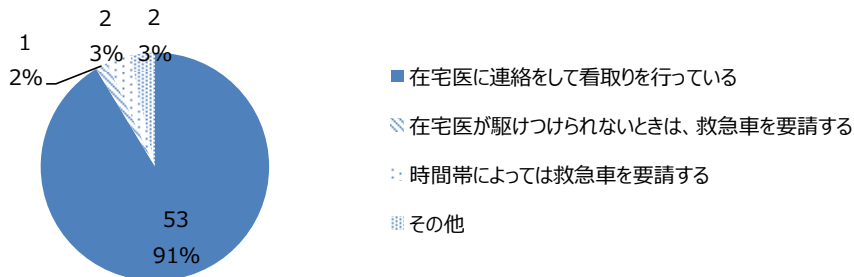 1
2%
2
3%
2
3%
53
91%
在宅医に連絡をして看取りを行っている
在宅医が駆けつけられないときは、救急車を要請する
時間帯によっては救急車を要請する
その他